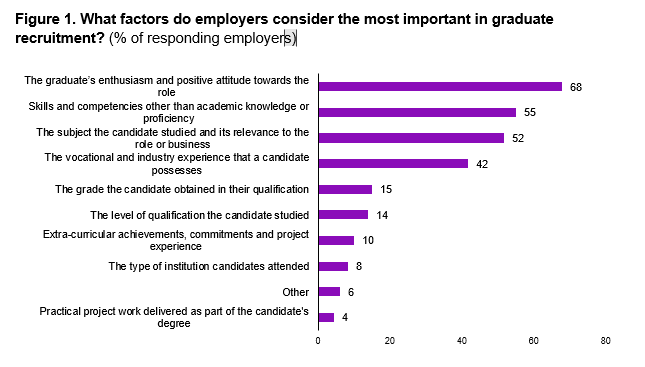 Figure 1. What factors do employers consider the most important in graduate
recruitment? (% of responding employers)
The graduate's enthusiasm and positive attitude towards the
role
68
Skills and competencies other than academic knowledge or
proficiency
55
The subject the candidate studied and its relevance to the
role or business
52
The vocational and industry experience that a candidate
possesses
42
The grade the candidate obtained in their qualification
15
The level of qualification the candidate studied
14
Extra-curricular achievements, commitments and project
experience
10
The type of institution candidates attended
8
Other
6
Practical project work delivered as part of the candidate's
degree
4
0 20 40 60 80